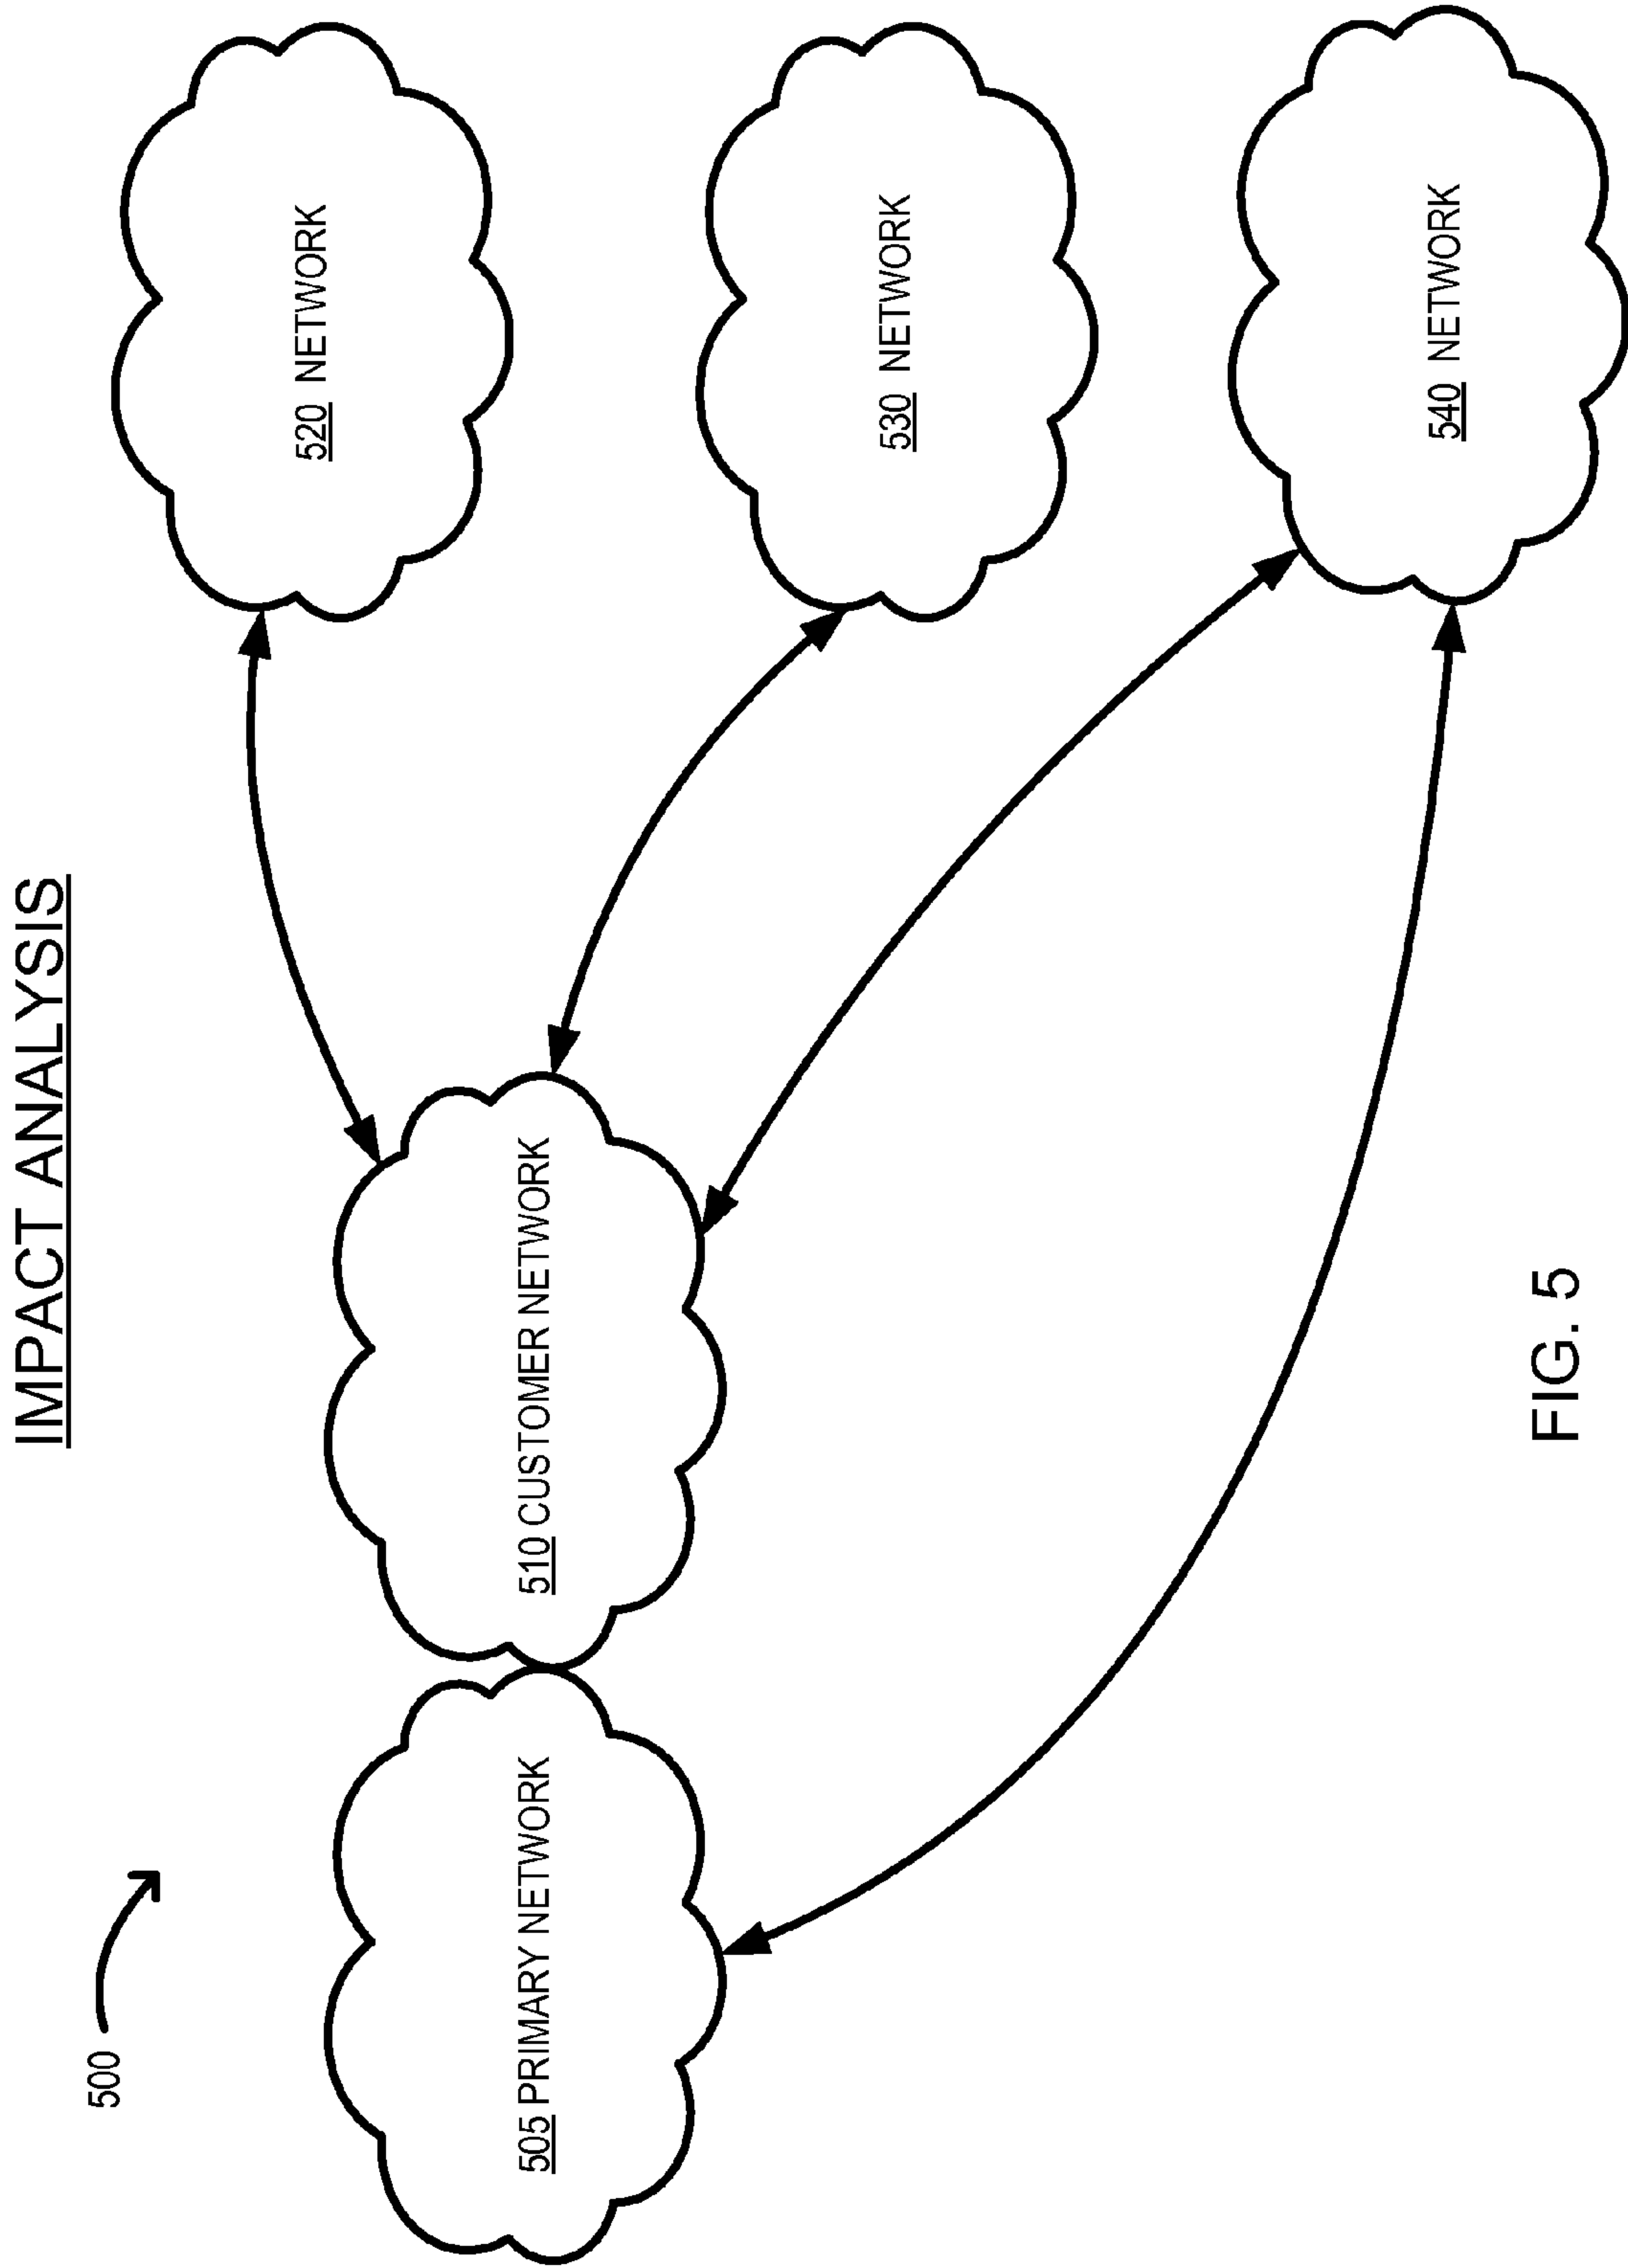 IMPACT ANALYSIS
500
505 PRIMARY NETWORK
510 CUSTOMER NETWORK
520 NETWORK
530 NETWORK
540 NETWORK
FIG. 5